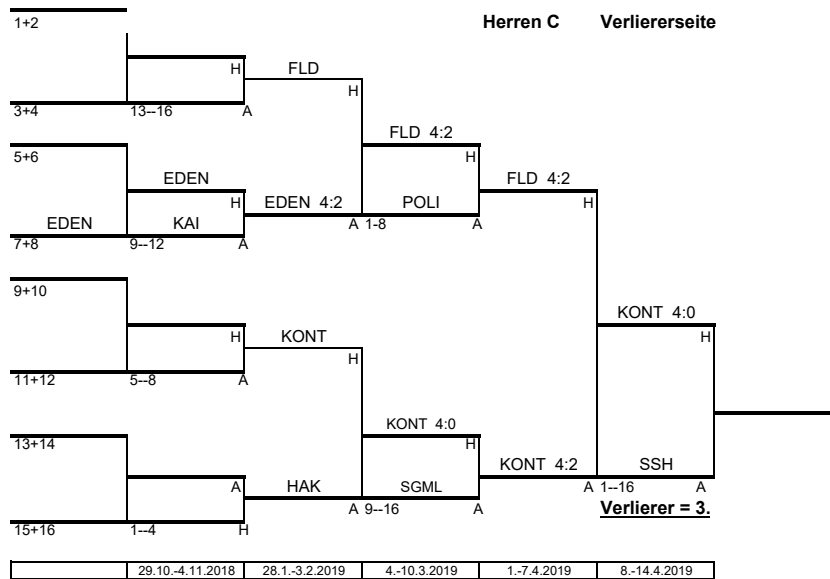 Herren C Verliererseite
1+2
H FLD
H
3+4 13--16 A
FLD 4:2
5+6 H
EDEN FLD 4:2
H EDEN 4:2 POLI H
EDEN KAI A 1-8 A
7+8 9--12 A
9+10
KONT 4:0
H KONT H
H
11+12 5--8 A
KONT 4:0
13+14 H
KONT 4:2 SSH
A HAK SGML A 1--16 A
A 9--16 A Verlierer = 3.
15+16 1--4 H
29.10.-4.11.2018 28.1.-3.2.2019 4.-10.3.2019 1.-7.4.2019 8.-14.4.2019